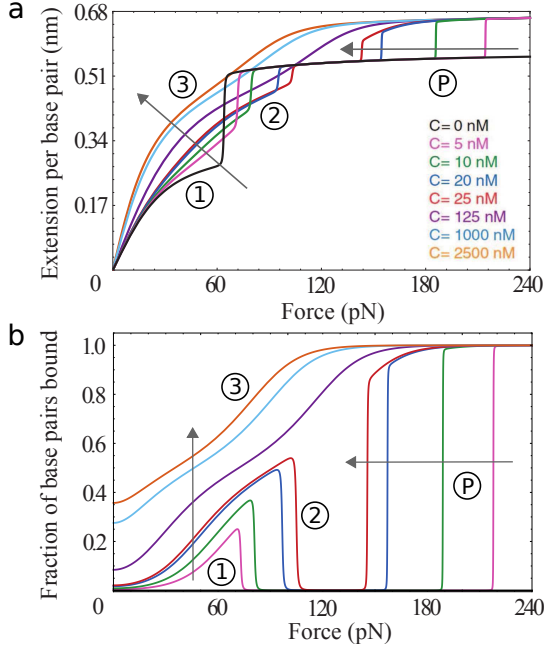 a
Extension per base pair (nm)
0.68
0.51
0.34
0.17
0
3
2
1
P
C= 0 nM
C= 5 nM
C= 10 nM
C= 20 nM
C= 25 nM
C= 125 nM
C= 1000 nM
C= 2500 nM
0 60 120 180 240
Force (pN)
b
Fraction of base pairs bound
1.0
0.8
0.6
0.4
0.2
0
3
2
1
P
0 60 120 180 240
Force (pN)